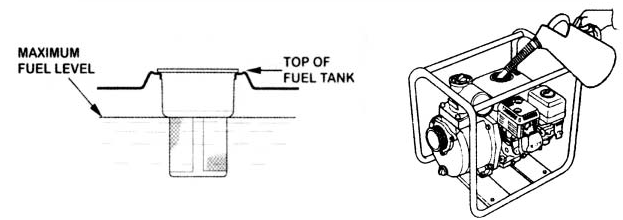 MAXIMUM
FUEL LEVEL
TOP OF
FUEL TANK